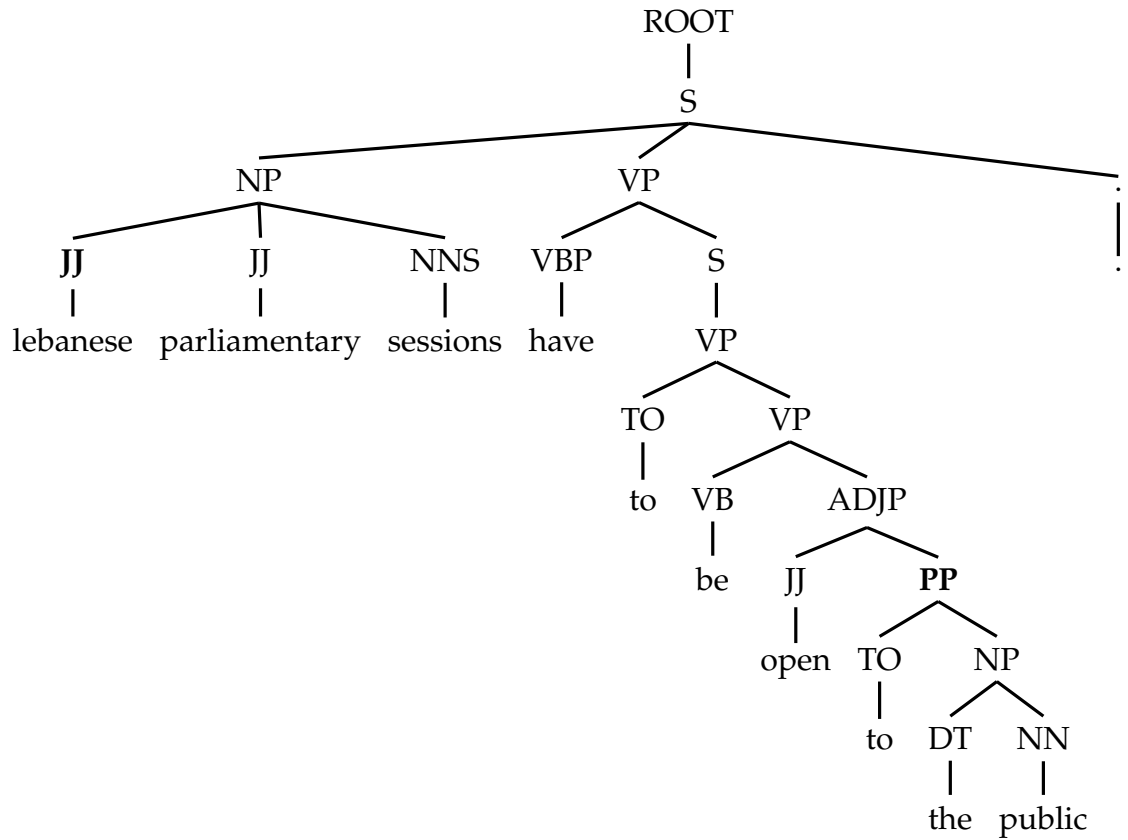 ROOT
S
NP VP .
JJ JJ NNS VBP S .
lebanese parliamentary sessions have VP
TO VP
to VB ADJP
be JJ PP
open TO NP
to DT NN
the public